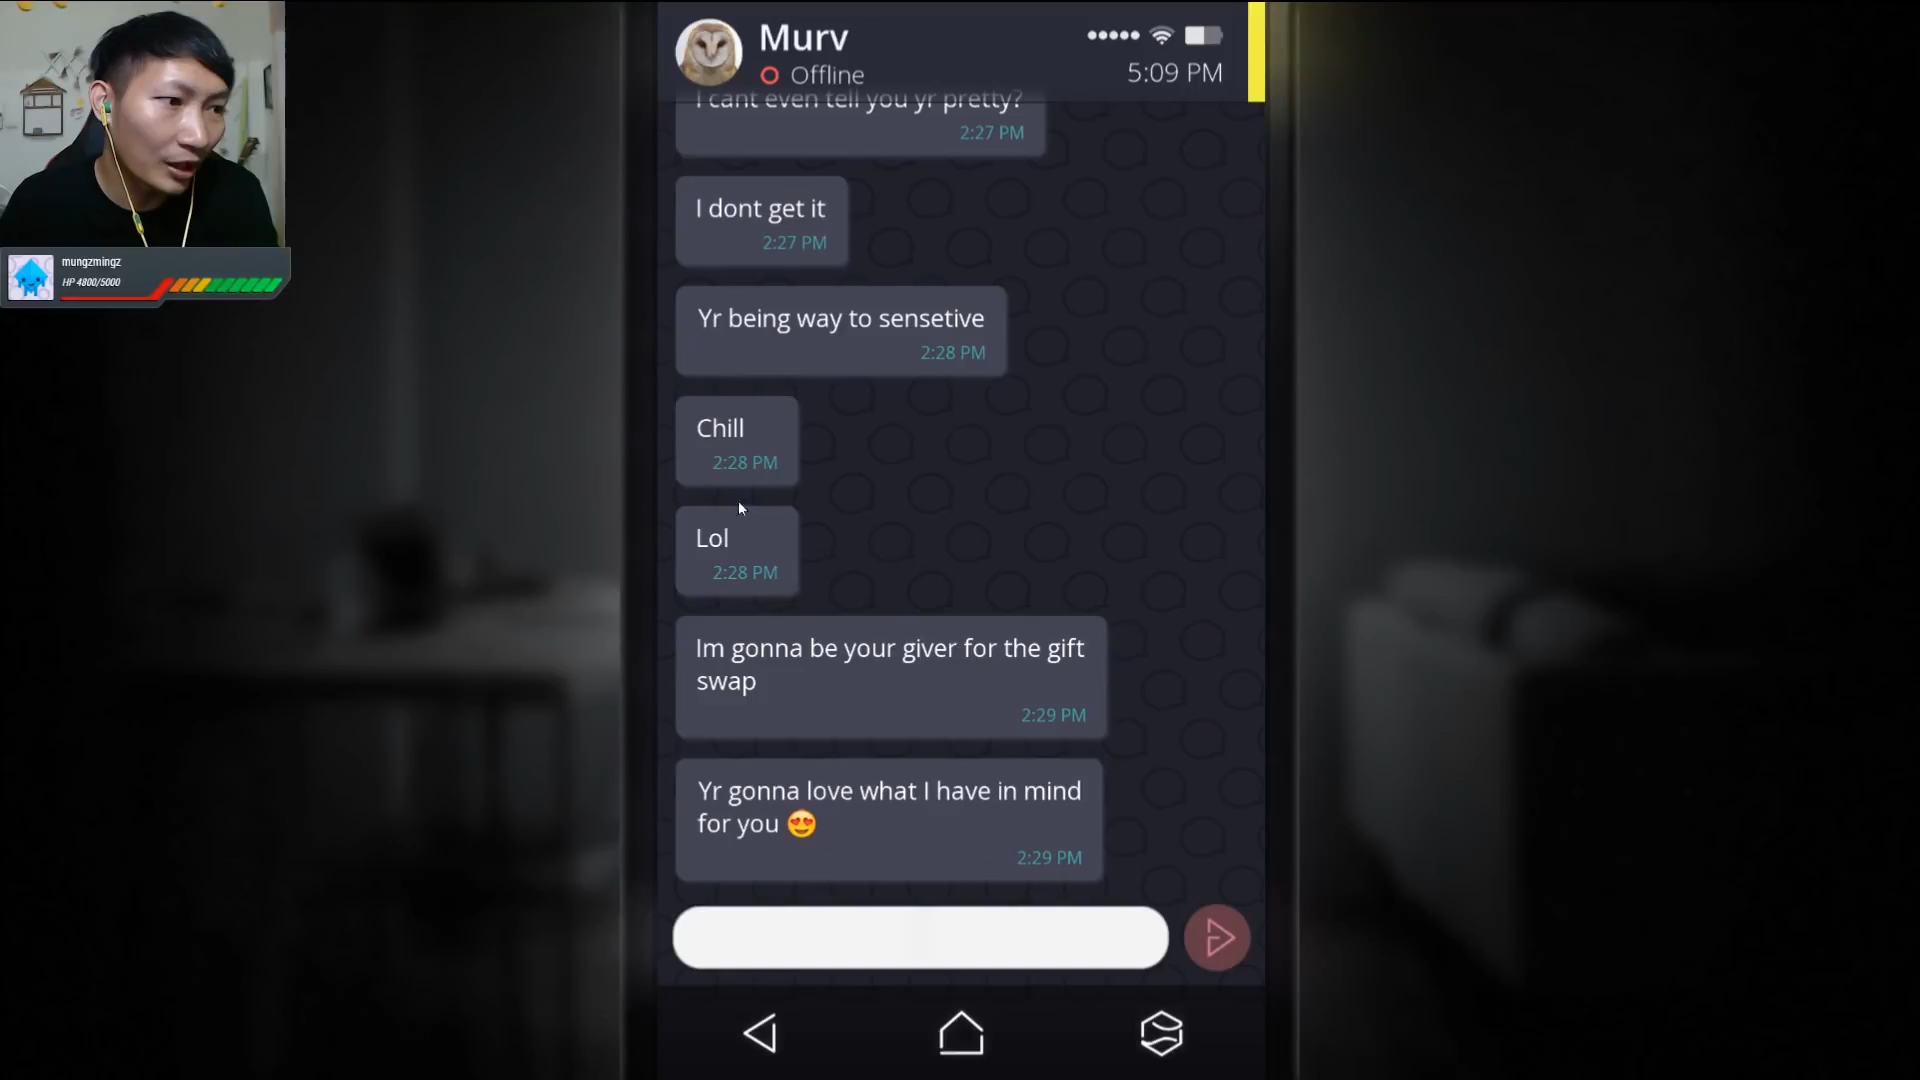 Murv
Offline
5:09 PM
mungzmingz
HP 4800/5000
I cant even tell you yr pretty?
2:27 PM
I dont get it
2:27 PM
Yr being way to sensetive
2:28 PM
Chill
2:28 PM
Lol
2:28 PM
Im gonna be your giver for the gift
swap
2:29 PM
Yr gonna love what I have in mind
for you 😍
2:29 PM